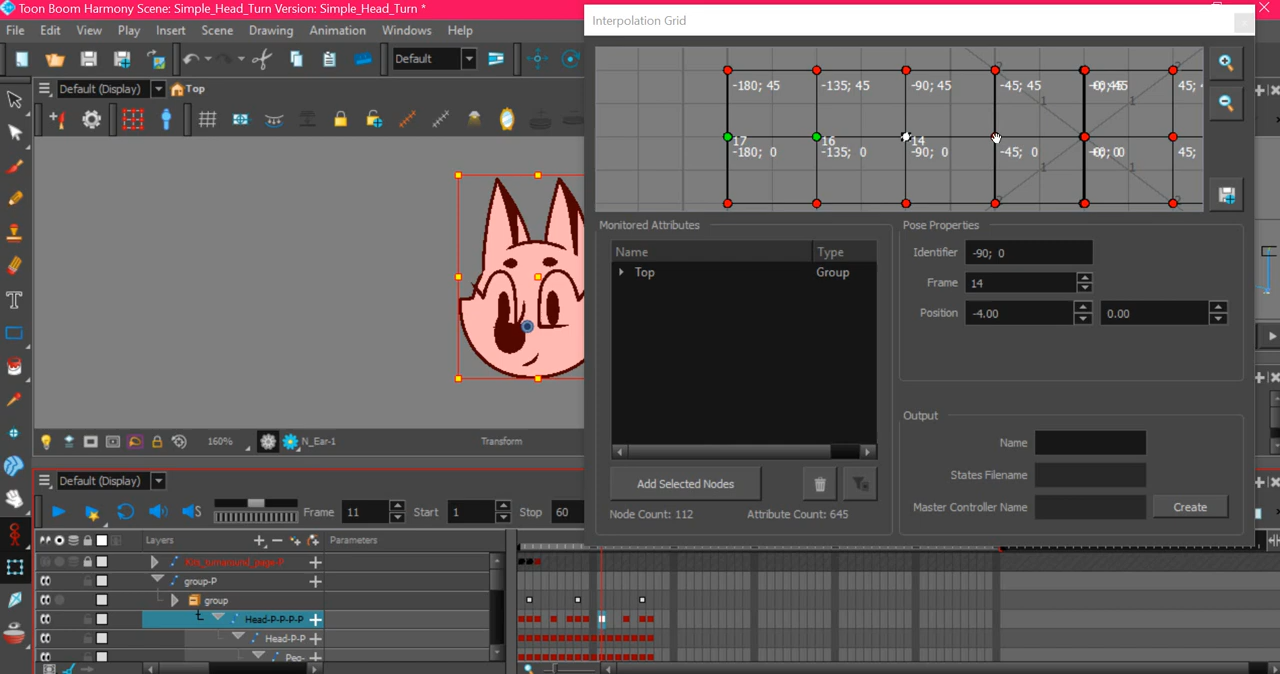 Toon Boom Harmony Scene: Simple_Head_Turn Version: Simple_Head_Turn *
File Edit View Play Insert Scene Drawing Animation Windows Help
Default
Default (Display) Top
160% N_Ear-1 Transform
Default (Display)
Frame 11 Start 1 Stop 60
Layers Parameters
group-P
group
Head-P-P-P-P
Head-P-P
Peg-
Interpolation Grid
-180; 45 -135; 45 -90; 45 -45; 45 45;
1 1
17 16 14
-180; 0 -135; 0 -90; 0 -45; 0 45;
1 1
Monitored Attributes
Name Type
Top Group
Add Selected Nodes
Node Count: 112 Attribute Count: 645
Pose Properties
Identifier -90; 0
Frame 14
Position -4.00 0.00
Output
Name
States Filename
Master Controller Name Create